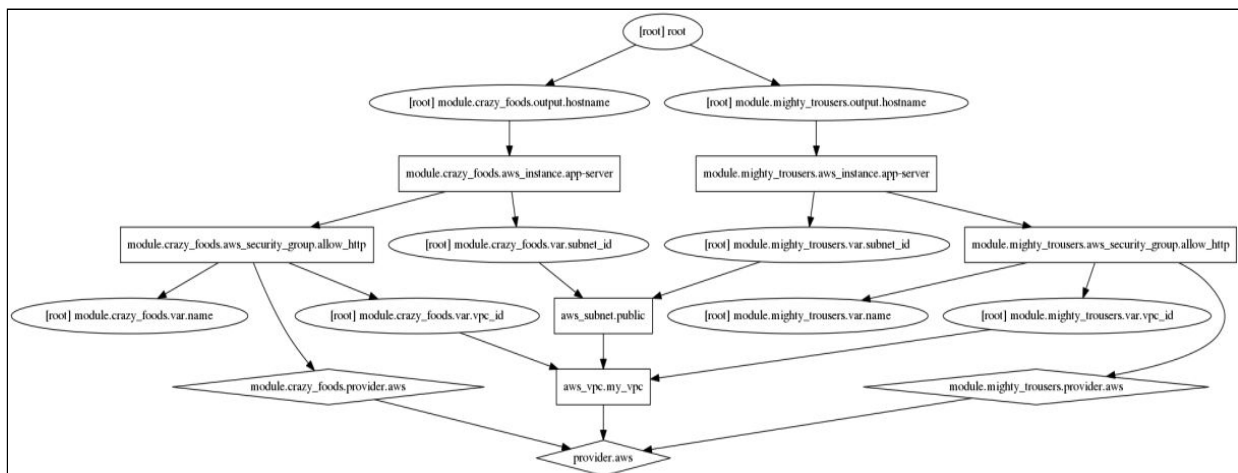 [root] root
[root] module.crazy_foods.output.hostname
[root] module.mighty_trousers.output.hostname
module.crazy_foods.aws_instance.app-server
module.mighty_trousers.aws_instance.app-server
module.crazy_foods.aws_security_group.allow_http
[root] module.crazy_foods.var.subnet_id
[root] module.mighty_trousers.var.subnet_id
module.mighty_trousers.aws_security_group.allow_http
[root] module.crazy_foods.var.name
[root] module.crazy_foods.var.vpc_id
aws_subnet.public
[root] module.mighty_trousers.var.name
[root] module.mighty_trousers.var.vpc_id
module.crazy_foods.provider.aws
aws_vpc.my_vpc
module.mighty_trousers.provider.aws
provider.aws